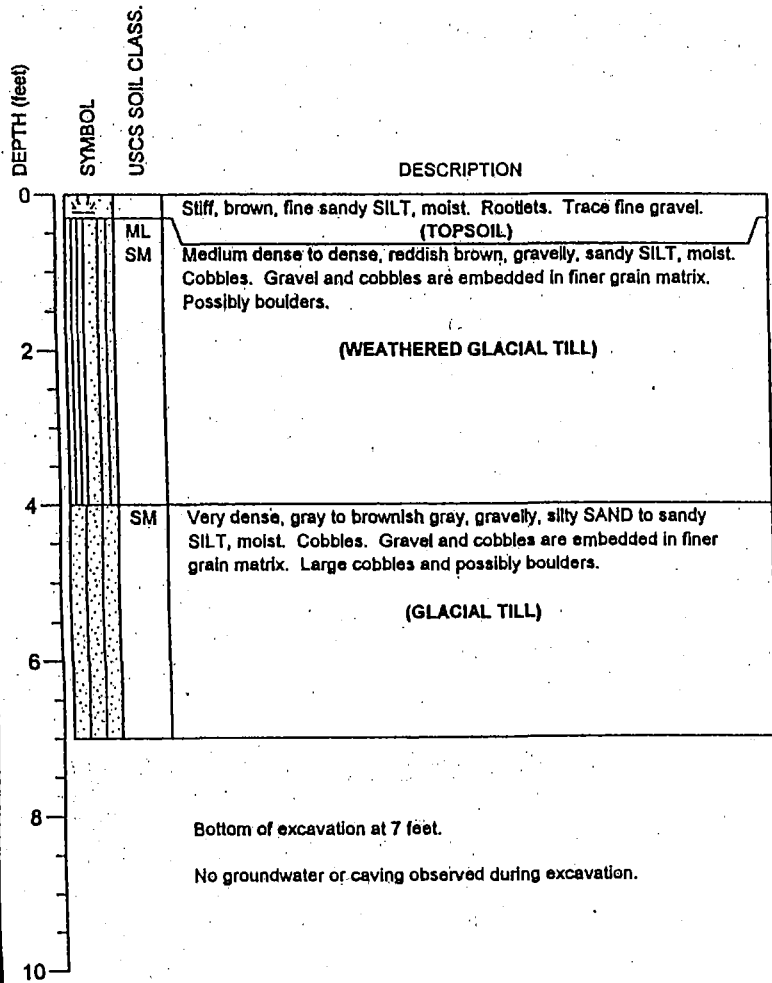 DEPTH (feet)
SYMBOL
USCS SOIL CLASS.
DESCRIPTION
0
Stiff, brown, fine sandy SILT, moist. Rootlets. Trace fine gravel.
(TOPSOIL)
ML
SM
Medium dense to dense, reddish brown, gravelly, sandy SILT, moist.
Cobbles. Gravel and cobbles are embedded in finer grain matrix.
Possibly boulders.
2
(WEATHERED GLACIAL TILL)
4
SM
Very dense, gray to brownish gray, gravelly, silty SAND to sandy
SILT, moist. Cobbles. Gravel and cobbles are embedded in finer
grain matrix. Large cobbles and possibly boulders.
(GLACIAL TILL)
6
8
Bottom of excavation at 7 feet.
No groundwater or caving observed during excavation.
10